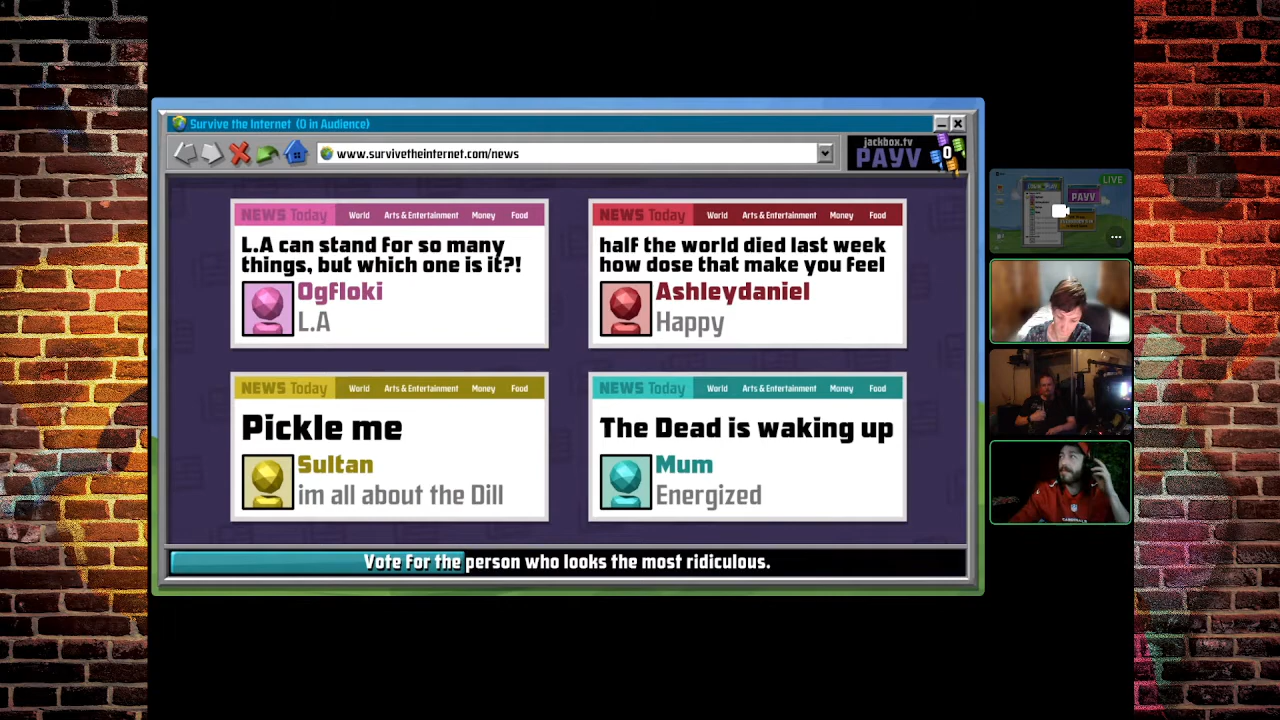 Survive the Internet (0 in Audience)
www.survivetheinternet.com/news
jackbox.tv
PAYV
0
NEWS Today World Arts & Entertainment Money Food
L.A can stand for so many
things, but which one is it?!
Ogfloki
L.A
NEWS Today World Arts & Entertainment Money Food
half the world died last week
how dose that make you feel
Ashleydaniel
Happy
NEWS Today World Arts & Entertainment Money Food
Pickle me
Sultan
im all about the Dill
NEWS Today World Arts & Entertainment Money Food
The Dead is waking up
Mum
Energized
Vote for the person who looks the most ridiculous.
LIVE
PAYV